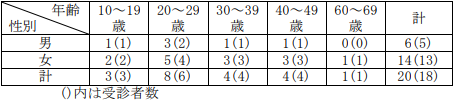 年齢 性別 10～19歳 20～29歳 30～39歳 40～49歳 60～69歳 計
男 1(1) 3(2) 1(1) 1(1) 0(0) 6(5)
女 2(2) 5(4) 3(3) 3(3) 1(1) 14(13)
計 3(3) 8(6) 4(4) 4(4) 1(1) 20(18)
()内は受診者数